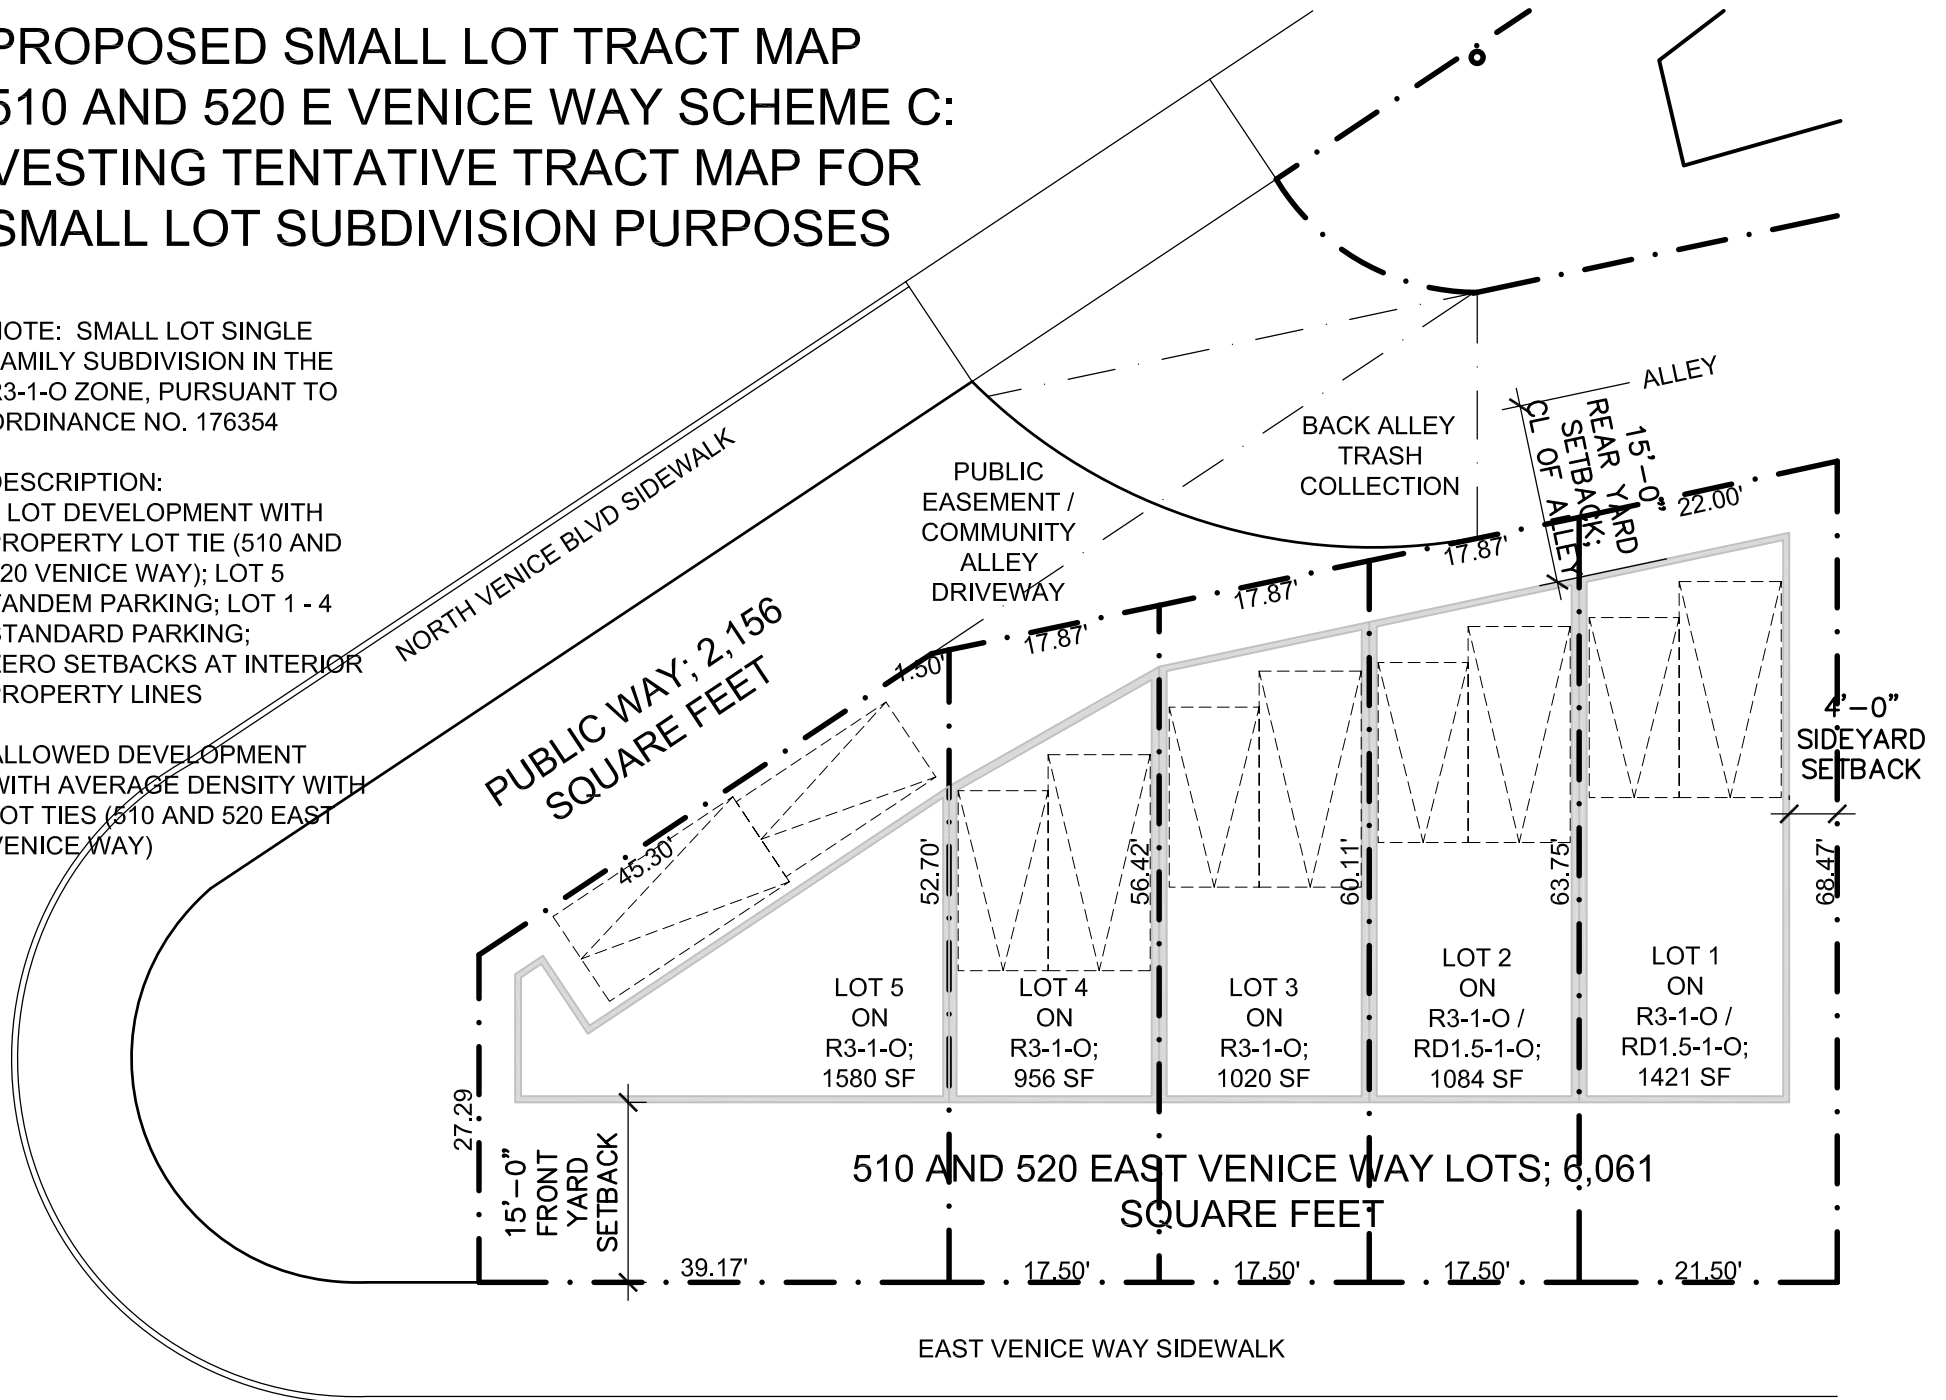 PROPOSED SMALL LOT TRACT MAP
510 AND 520 E VENICE WAY SCHEME C:
VESTING TENTATIVE TRACT MAP FOR
SMALL LOT SUBDIVISION PURPOSES
NOTE: SMALL LOT SINGLE
FAMILY SUBDIVISION IN THE
R3-1-O ZONE, PURSUANT TO
ORDINANCE NO. 176354
DESCRIPTION:
LOT DEVELOPMENT WITH
PROPERTY LOT TIE (510 AND
520 VENICE WAY); LOT 5
TANDEM PARKING; LOT 1 - 4
STANDARD PARKING;
ZERO SETBACKS AT INTERIOR
PROPERTY LINES
ALLOWED DEVELOPMENT
WITH AVERAGE DENSITY WITH
LOT TIES (510 AND 520 EAST
VENICE WAY)
NORTH VENICE BLVD SIDEWALK
PUBLIC WAY; 2,156
SQUARE FEET
PUBLIC
EASEMENT /
COMMUNITY
ALLEY
DRIVEWAY
BACK ALLEY
TRASH
COLLECTION
ALLEY
15'-0"
REAR YARD
SETBACK;
CL OF ALLEY
22.00'
17.87'
17.87'
17.87'
1.50'
45.30'
4'-0"
SIDEYARD
SETBACK
52.70'
56.42'
60.11'
63.75'
68.47'
LOT 5
ON
R3-1-O;
1580 SF
LOT 4
ON
R3-1-O;
956 SF
LOT 3
ON
R3-1-O;
1020 SF
LOT 2
ON
R3-1-O /
RD1.5-1-O;
1084 SF
LOT 1
ON
R3-1-O /
RD1.5-1-O;
1421 SF
27.29
15'-0"
FRONT
YARD
SETBACK
510 AND 520 EAST VENICE WAY LOTS; 6,061
SQUARE FEET
39.17'
17.50'
17.50'
17.50'
21.50'
EAST VENICE WAY SIDEWALK